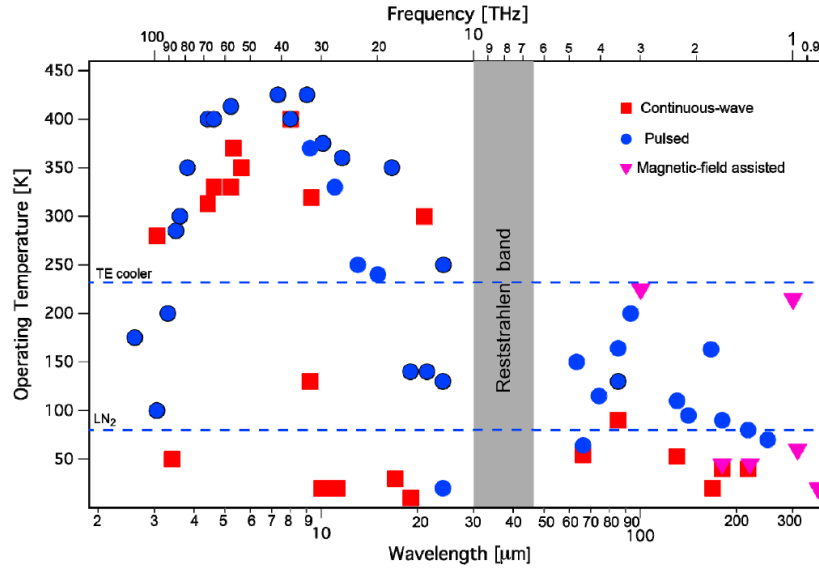 Frequency [THz]
100 90 80 70 60 50 40 30 20 10 9 8 7 6 5 4 3 2 1 0.9
Operating Temperature [K]
450
400
350
300
250
200
150
100
50
Continuous-wave
Pulsed
Magnetic-field assisted
TE cooler
LN₂
Reststrahlen band
2 3 4 5 6 7 8 9 10 20 30 40 50 60 70 80 90 100 200 300
Wavelength [μm]